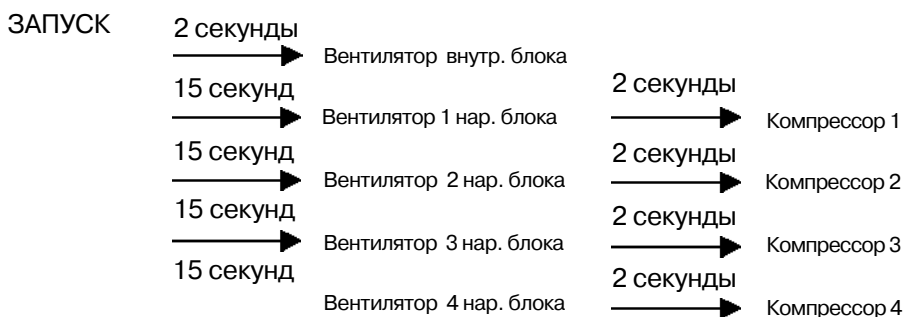 ЗАПУСК 2 секунды
Вентилятор внутр. блока
15 секунд 2 секунды
Вентилятор 1 нар. блока Компрессор 1
15 секунд 2 секунды
Вентилятор 2 нар. блока Компрессор 2
15 секунд 2 секунды
Вентилятор 3 нар. блока Компрессор 3
15 секунд 2 секунды
Вентилятор 4 нар. блока Компрессор 4